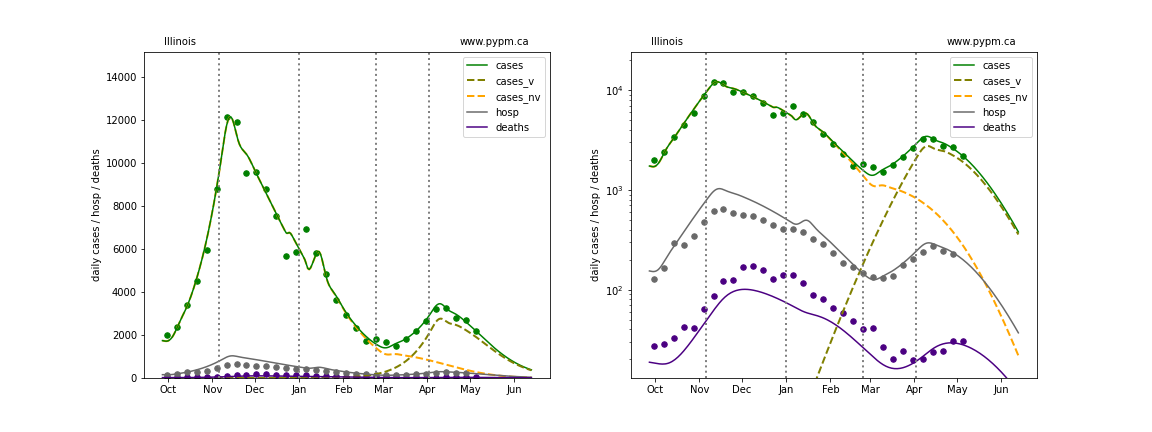 Illinois
www.pypm.ca
daily cases / hosp / deaths
14000
12000
10000
8000
6000
4000
2000
0
cases
cases_v
cases_nv
hosp
deaths
Oct Nov Dec Jan Feb Mar Apr May Jun
Illinois
www.pypm.ca
daily cases / hosp / deaths
10⁴
10³
10²
cases
cases_v
cases_nv
hosp
deaths
Oct Nov Dec Jan Feb Mar Apr May Jun